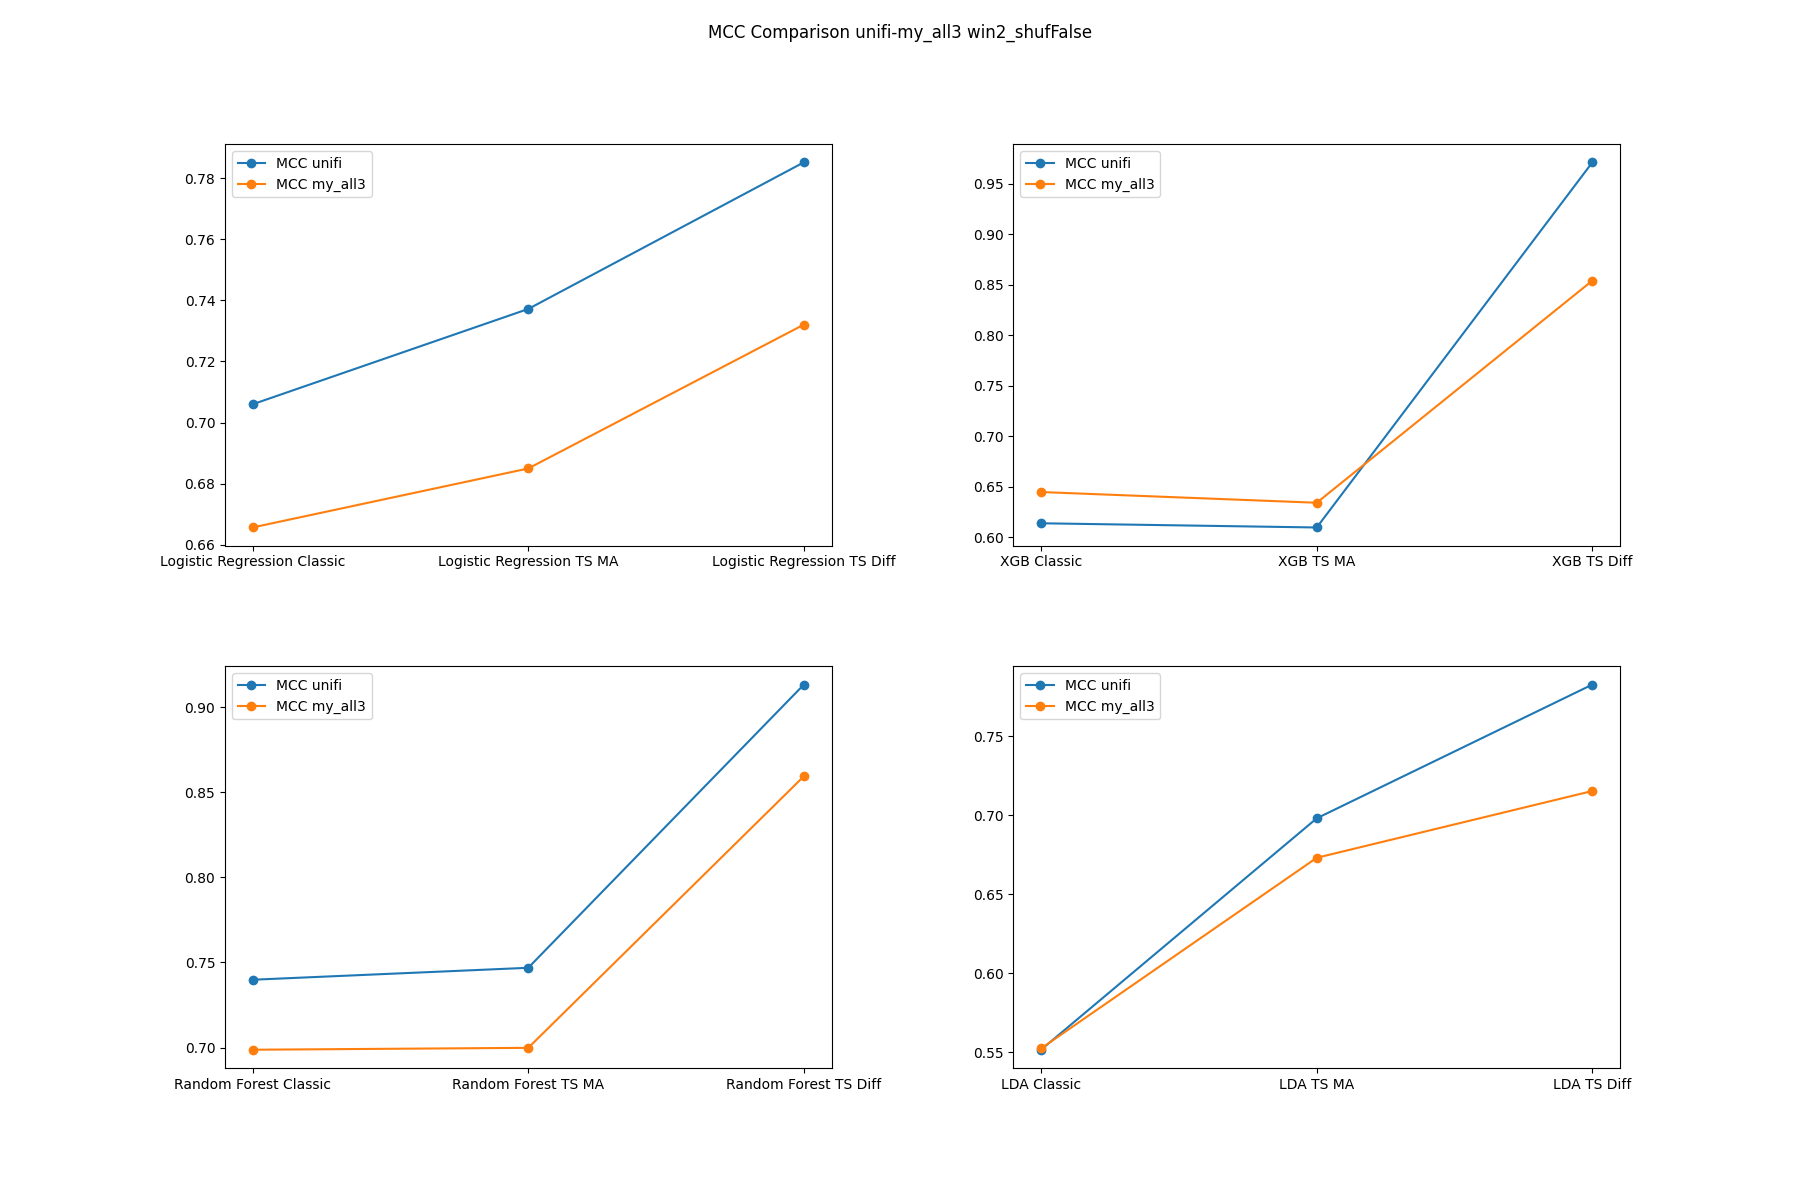 MCC Comparison unifi-my_all3 win2_shufFalse
MCC unifi
MCC my_all3
0.78
0.76
0.74
0.72
0.70
0.68
0.66
Logistic Regression Classic
Logistic Regression TS MA
Logistic Regression TS Diff
MCC unifi
MCC my_all3
0.95
0.90
0.85
0.80
0.75
0.70
0.65
0.60
XGB Classic
XGB TS MA
XGB TS Diff
MCC unifi
MCC my_all3
0.90
0.85
0.80
0.75
0.70
Random Forest Classic
Random Forest TS MA
Random Forest TS Diff
MCC unifi
MCC my_all3
0.75
0.70
0.65
0.60
0.55
LDA Classic
LDA TS MA
LDA TS Diff